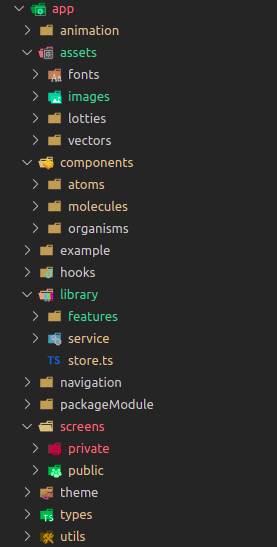 app
animation
assets
fonts
images
lotties
vectors
components
atoms
molecules
organisms
example
hooks
library
features
service
TS store.ts
navigation
packageModule
screens
private
public
theme
types
utils